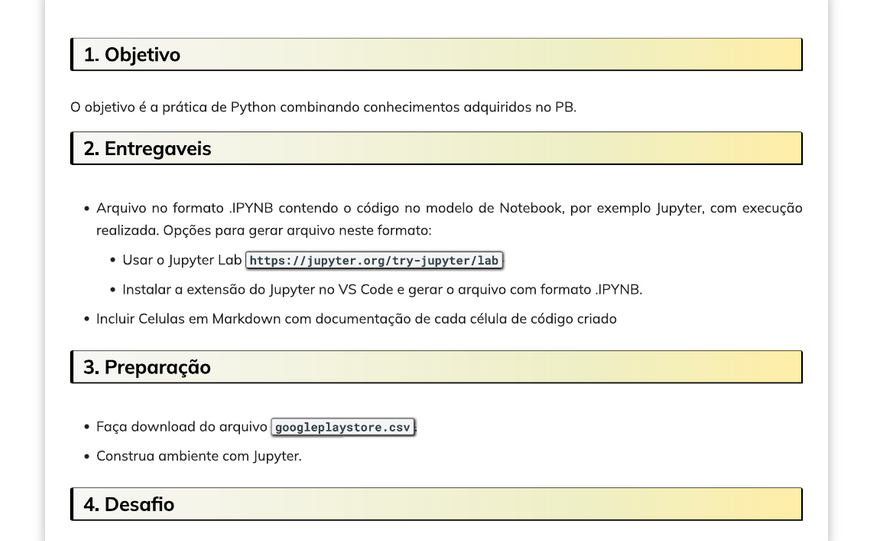 1. Objetivo
O objetivo é a prática de Python combinando conhecimentos adquiridos no PB.
2. Entregaveis
• Arquivo no formato .IPYNB contendo o código no modelo de Notebook, por exemplo Jupyter, com execução
realizada. Opções para gerar arquivo neste formato:
• Usar o Jupyter Lab https://jupyter.org/try-jupyter/lab
• Instalar a extensão do Jupyter no VS Code e gerar o arquivo com formato .IPYNB.
• Incluir Celulas em Markdown com documentação de cada célula de código criado
3. Preparação
• Faça download do arquivo googleplaystore.csv
• Construa ambiente com Jupyter.
4. Desafio